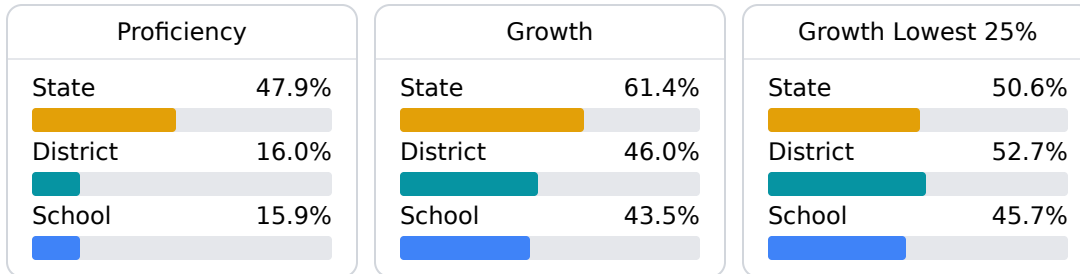 Proficiency
State 47.9%
District 16.0%
School 15.9%
Growth
State 61.4%
District 46.0%
School 43.5%
Growth Lowest 25%
State 50.6%
District 52.7%
School 45.7%